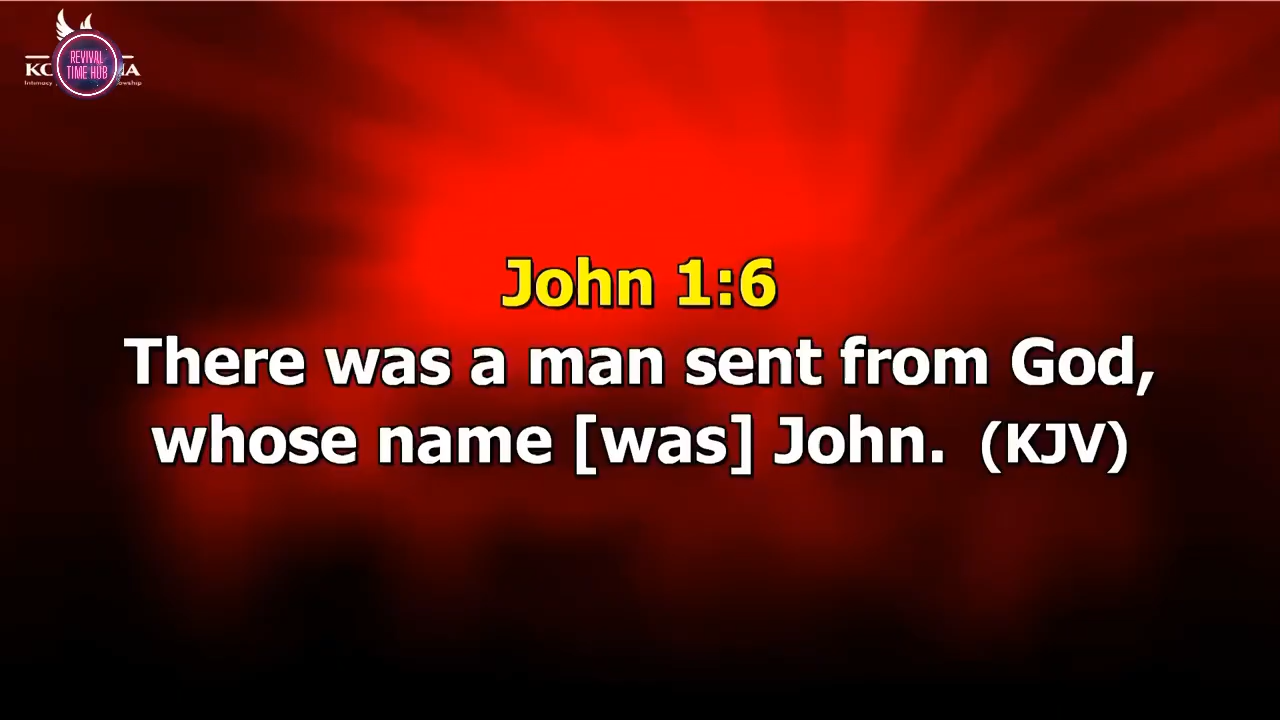 REVIVAL
TIME HUB
John 1:6
There was a man sent from God,
whose name [was] John. (KJV)